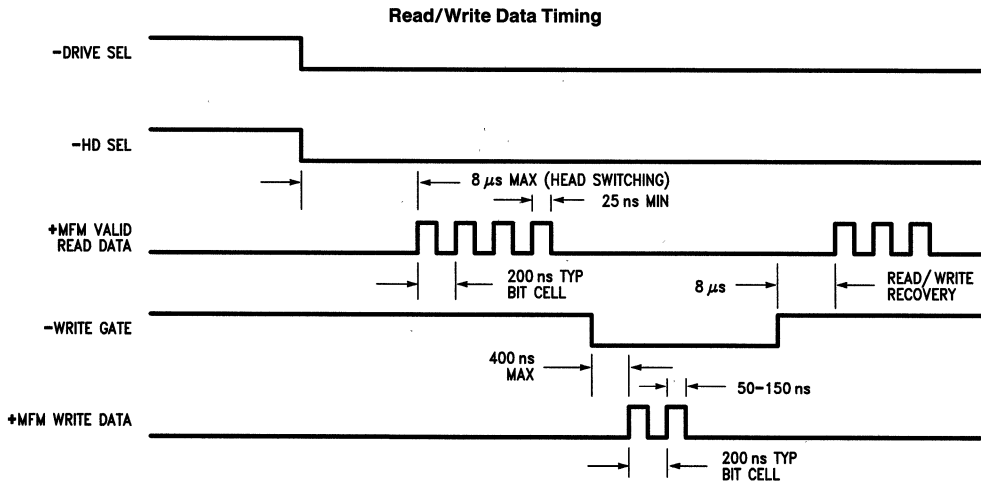 Read/Write Data Timing
−DRIVE SEL
−HD SEL
8 μs MAX (HEAD SWITCHING)
25 ns MIN
+MFM VALID
READ DATA
200 ns TYP
BIT CELL
8 μs
READ/WRITE
RECOVERY
−WRITE GATE
400 ns
MAX
50–150 ns
+MFM WRITE DATA
200 ns TYP
BIT CELL